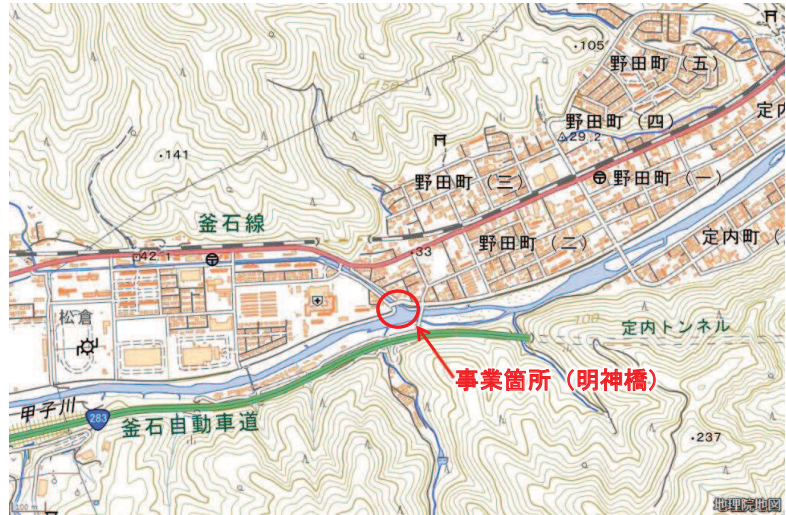 ・105
野田町（五）
野田町（四）
29.2
定内
・141
野田町（三）
野田町（一）
釜石線
・33
野田町（二）
定内町（
42.1
松倉
100
定内トンネル
事業箇所（明神橋）
甲子川
283
釜石自動車道
・237
100 m
地理院地図